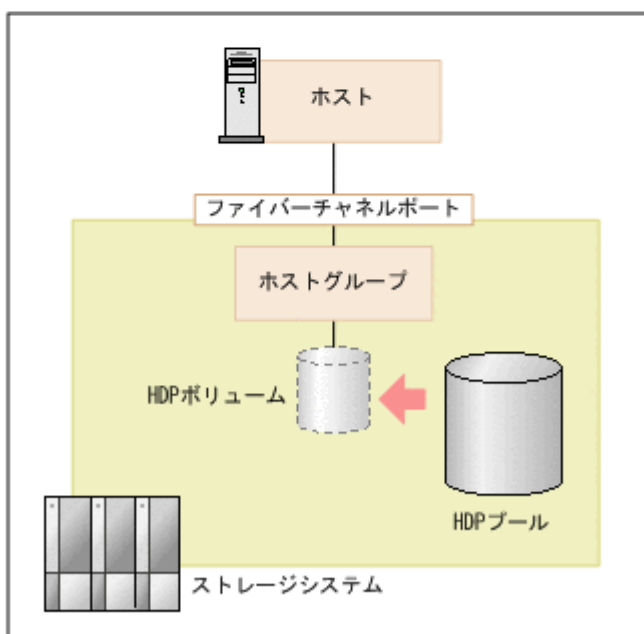 ホスト
ファイバーチャネルポート
ホストグループ
HDPボリューム
HDPプール
ストレージシステム